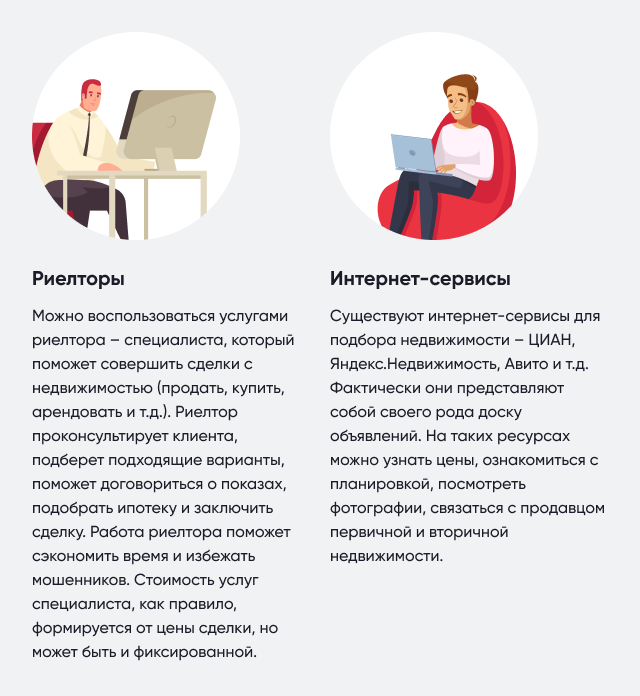 Риелторы
Можно воспользоваться услугами
риелтора – специалиста, который
поможет совершить сделки с
недвижимостью (продать, купить,
арендовать и т.д.). Риелтор
проконсультирует клиента,
подберет подходящие варианты,
поможет договориться о показах,
подобрать ипотеку и заключить
сделку. Работа риелтора поможет
сэкономить время и избежать
мошенников. Стоимость услуг
специалиста, как правило,
формируется от цены сделки, но
может быть и фиксированной.
Интернет-сервисы
Существуют интернет-сервисы для
подбора недвижимости – ЦИАН,
Яндекс.Недвижимость, Авито и т.д.
Фактически они представляют
собой своего рода доску
объявлений. На таких ресурсах
можно узнать цены, ознакомиться с
планировкой, посмотреть
фотографии, связаться с продавцом
первичной и вторичной
недвижимости.